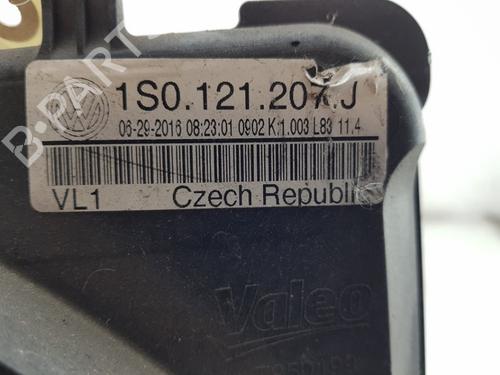 1S0.121.207.J
06-29-2016 08:23:01 0902 K:1.003 L83 11.4
VL1 Czech Republic
Valeo
B-PARTS